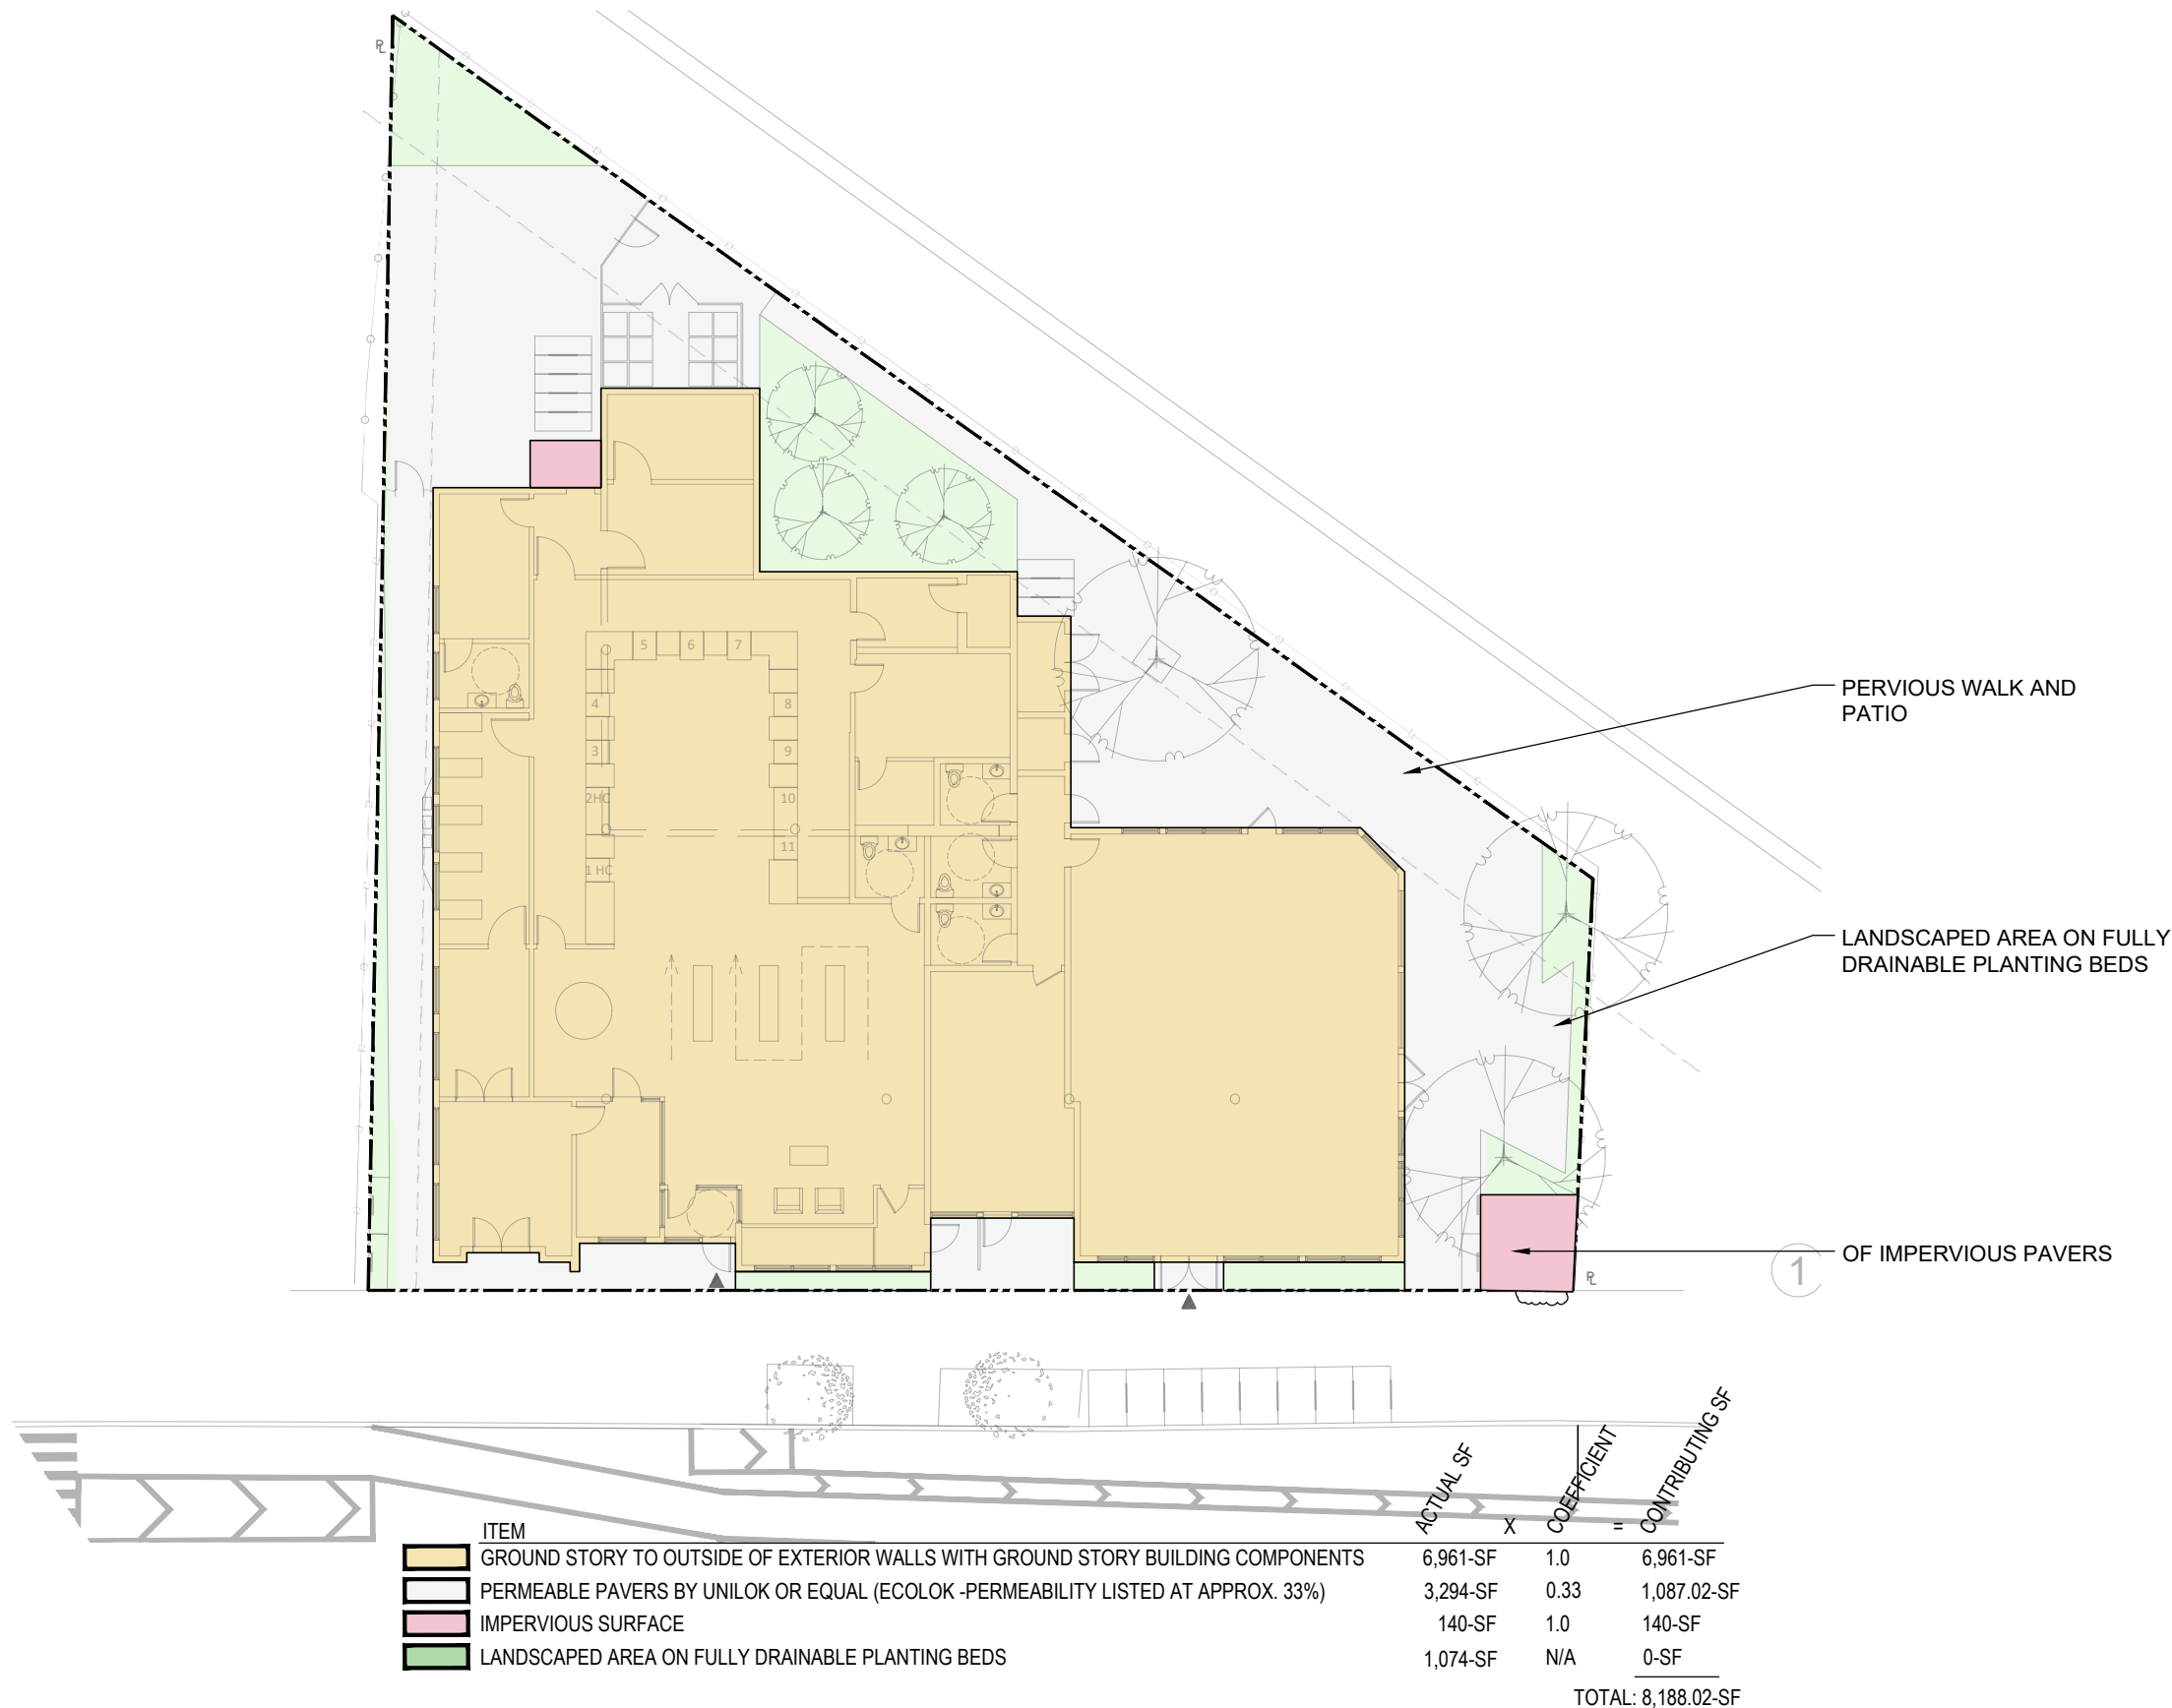 PL
5
6
7
4
8
3
9
2HC
10
11
1 HC
PERVIOUS WALK AND
PATIO
LANDSCAPED AREA ON FULLY
DRAINABLE PLANTING BEDS
OF IMPERVIOUS PAVERS
1
PL
ITEM
ACTUAL SF X COEFFICIENT = CONTRIBUTING SF
GROUND STORY TO OUTSIDE OF EXTERIOR WALLS WITH GROUND STORY BUILDING COMPONENTS 6,961-SF 1.0 6,961-SF
PERMEABLE PAVERS BY UNILOK OR EQUAL (ECOLOK -PERMEABILITY LISTED AT APPROX. 33%) 3,294-SF 0.33 1,087.02-SF
IMPERVIOUS SURFACE 140-SF 1.0 140-SF
LANDSCAPED AREA ON FULLY DRAINABLE PLANTING BEDS 1,074-SF N/A 0-SF
TOTAL: 8,188.02-SF